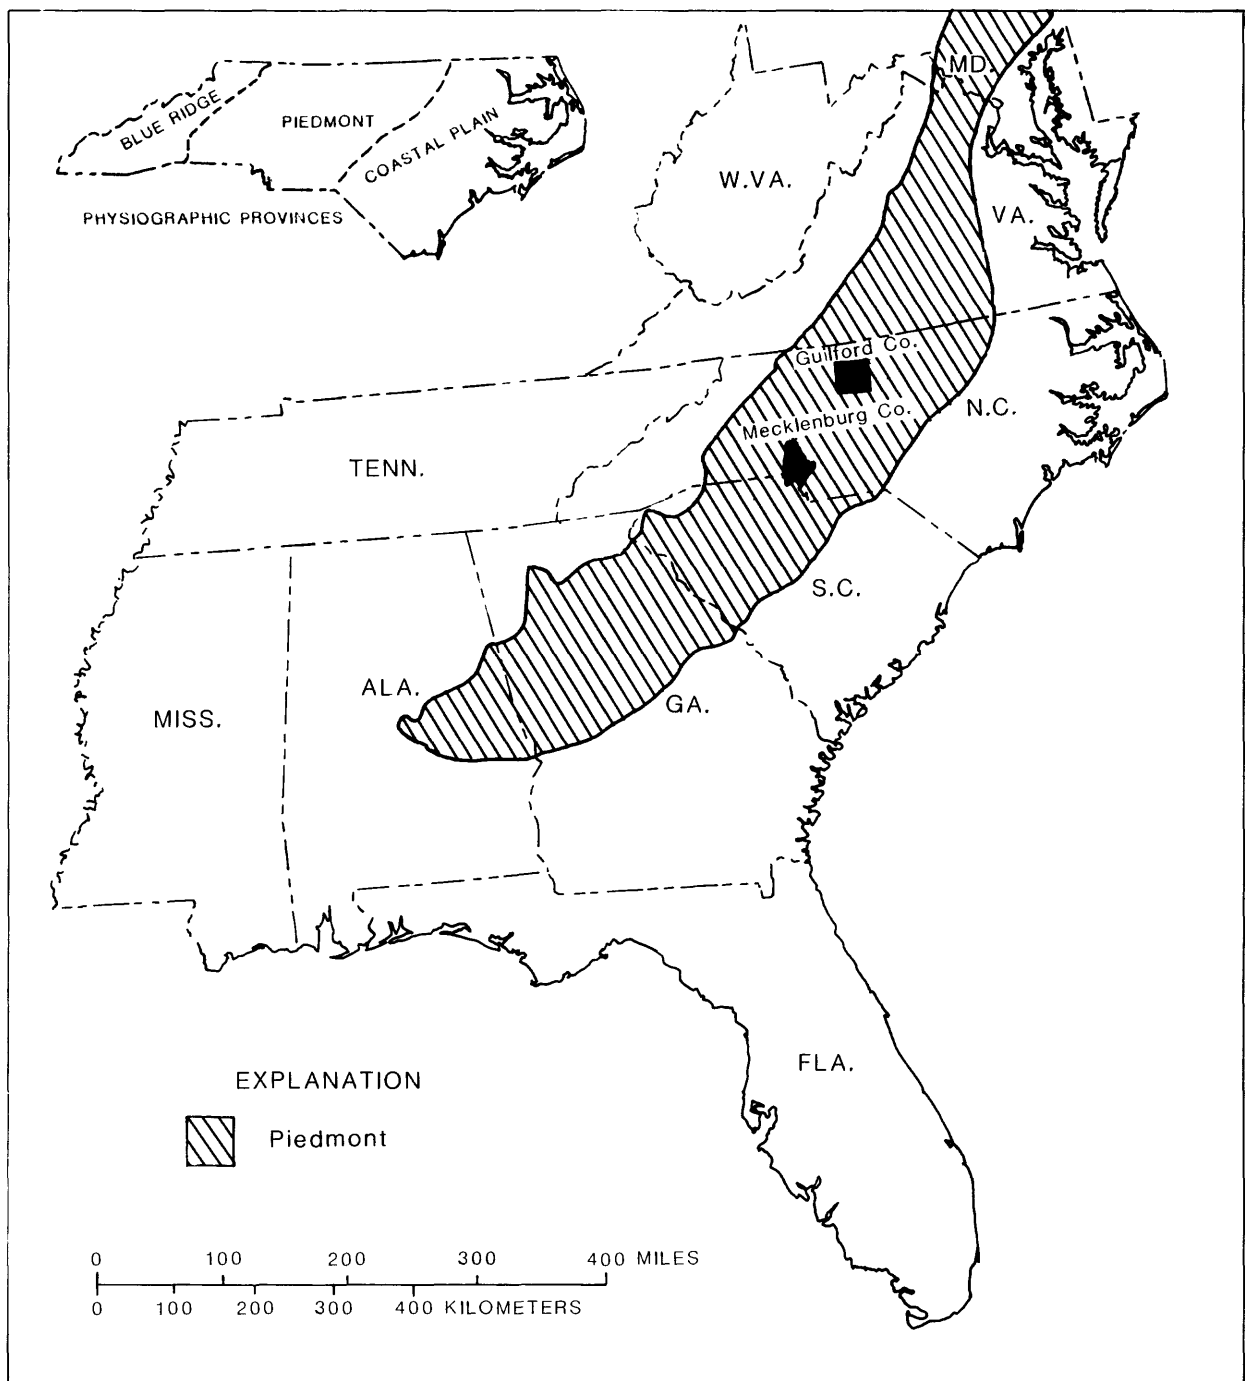 BLUE RIDGE
PIEDMONT
COASTAL PLAIN
PHYSIOGRAPHIC PROVINCES
MD.
W.VA.
VA.
Guilford Co.
Mecklenburg Co.
N.C.
TENN.
S.C.
ALA.
GA.
MISS.
FLA.
EXPLANATION
Piedmont
0 100 200 300 400 MILES
0 100 200 300 400 KILOMETERS